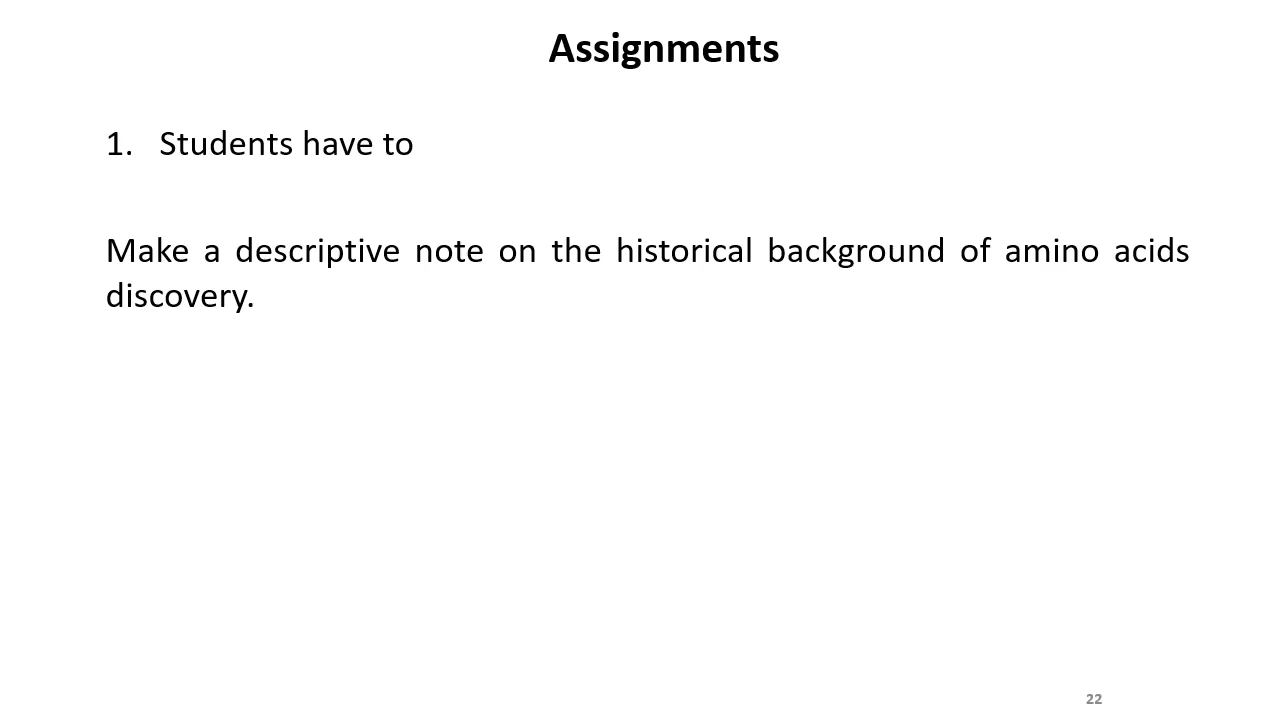 Assignments
1. Students have to
Make a descriptive note on the historical background of amino acids
discovery.
22